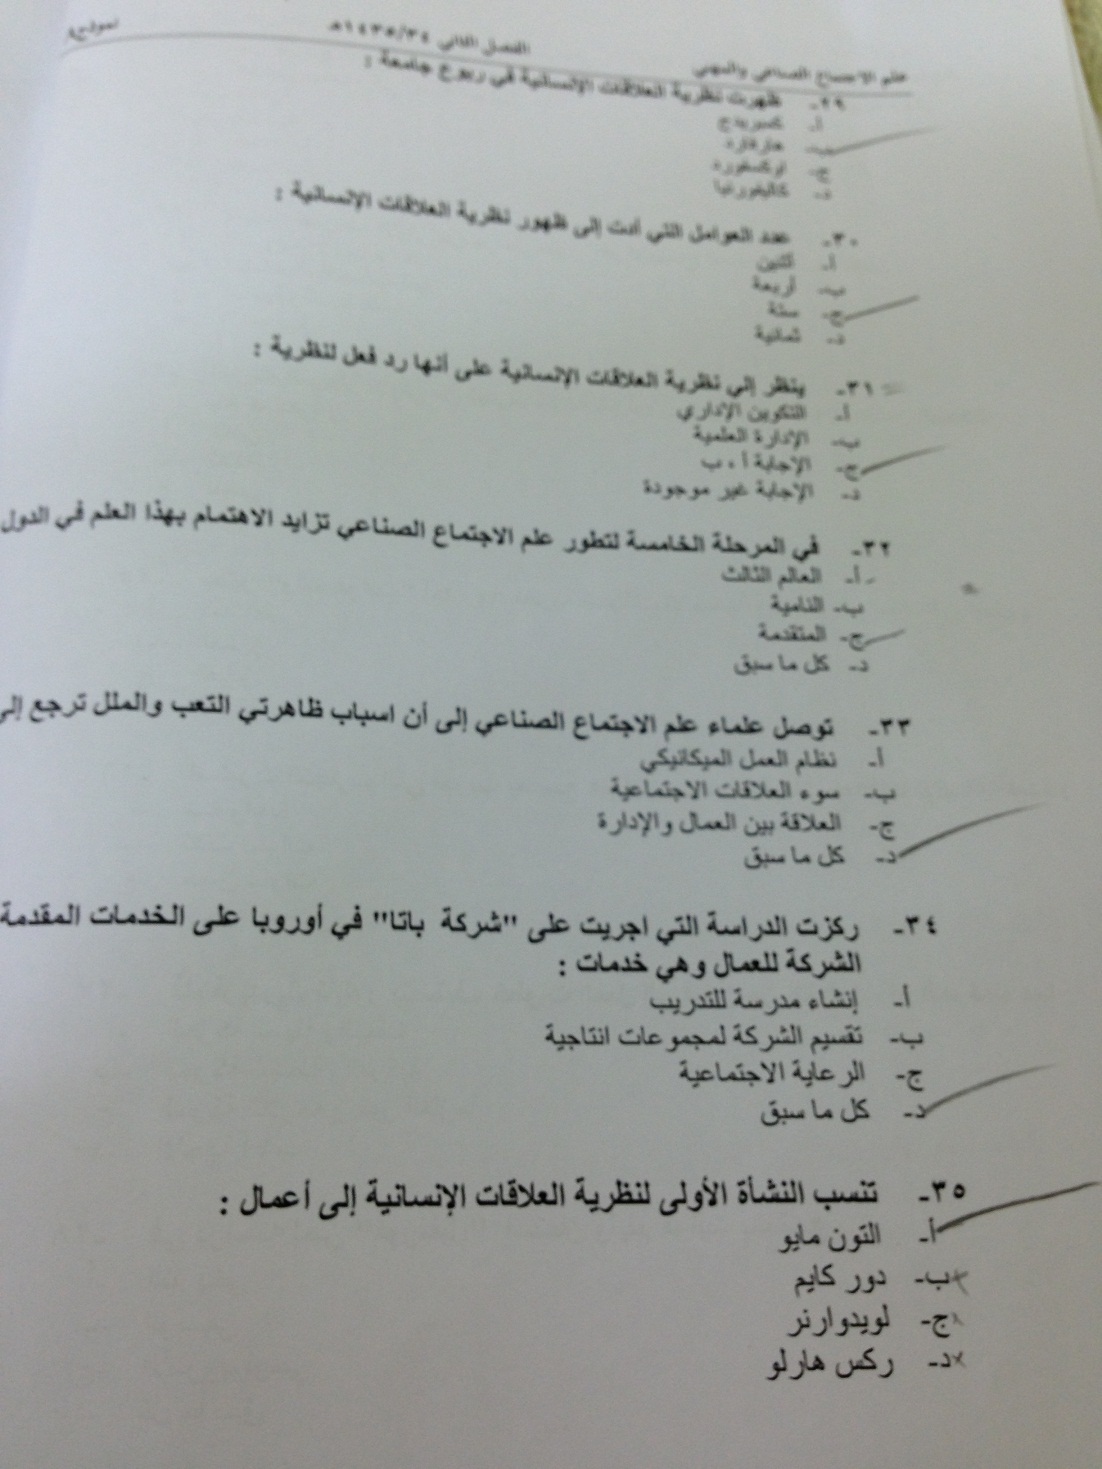 علم الاجتماع الصناعي والمهني الفصل الثاني ١٤٣٥/٣٤هـ نموذجA
٢٩- ظهرت نظرية العلاقات الإنسانية في ربوع جامعة :
أ- كمبريدج
ب- هارفارد
ج- اوكسفورد
د- كاليفورنيا
٣٠- عدد العوامل التي أدت إلى ظهور نظرية العلاقات الإنسانية :
أ- اثنين
ب- أربعة
ج- ستة
د- ثمانية
٣١- ينظر إلي نظرية العلاقات الإنسانية على أنها رد فعل لنظرية :
أ- التكوين الإداري
ب- الإدارة العلمية
ج- الإجابة أ ، ب
د- الإجابة غير موجودة
٣٢- في المرحلة الخامسة لتطور علم الاجتماع الصناعي تزايد الاهتمام بهذا العلم في الدول
أ- العالم الثالث
ب- النامية
ج- المتقدمة
د- كل ما سبق
٣٣- توصل علماء علم الاجتماع الصناعي إلى أن اسباب ظاهرتي التعب والملل ترجع إلى
أ- نظام العمل الميكانيكي
ب- سوء العلاقات الاجتماعية
ج- العلاقة بين العمال والإدارة
د- كل ما سبق
٣٤- ركزت الدراسة التي اجريت على "شركة باتا" في أوروبا على الخدمات المقدمة
الشركة للعمال وهي خدمات :
أ- إنشاء مدرسة للتدريب
ب- تقسيم الشركة لمجموعات انتاجية
ج- الرعاية الاجتماعية
د- كل ما سبق
٣٥- تنسب النشأة الأولى لنظرية العلاقات الإنسانية إلى أعمال :
أ- التون مايو
ب- دور كايم
ج- لويدوارنر
د- ركس هارلو